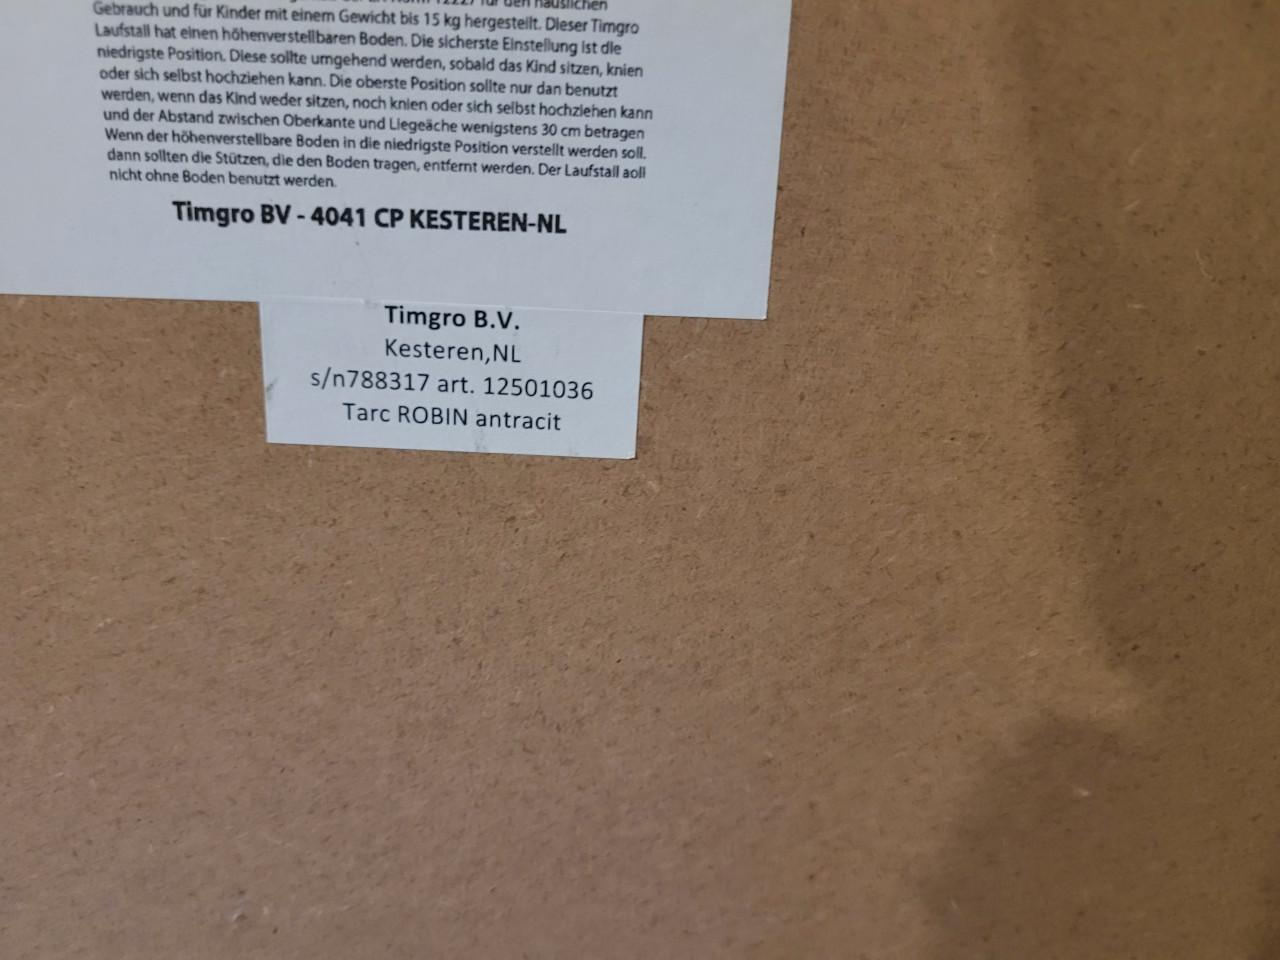 für den häuslichen
Gebrauch und für Kinder mit einem Gewicht bis 15 kg hergestellt. Dieser Timgro
Laufstall hat einen höhenverstellbaren Boden. Die sicherste Einstellung ist die
niedrigste Position. Diese sollte umgehend werden, sobald das Kind sitzen, knien
oder sich selbst hochziehen kann. Die oberste Position sollte nur dan benutzt
werden, wenn das Kind weder sitzen, noch knien oder sich selbst hochziehen kann
und der Abstand zwischen Oberkante und Liegeäche wenigstens 30 cm betragen
Wenn der höhenverstellbare Boden in die niedrigste Position verstellt werden soll,
dann sollten die Stützen, die den Boden tragen, entfernt werden. Der Laufstall aoll
nicht ohne Boden benutzt werden.
Timgro BV - 4041 CP KESTEREN-NL
Timgro B.V.
Kesteren,NL
s/n788317 art. 12501036
Tarc ROBIN antracit